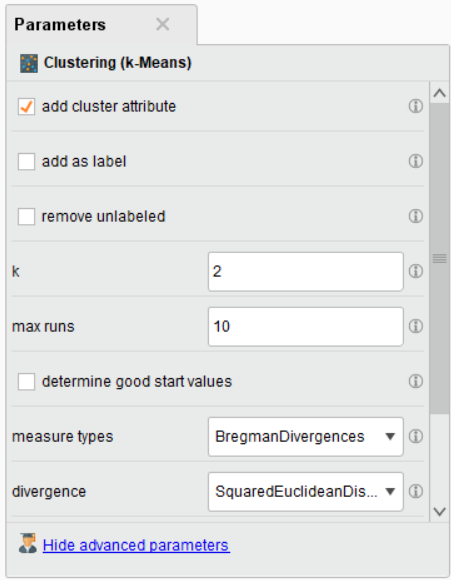 Parameters
Clustering (k-Means)
add cluster attribute
add as label
remove unlabeled
k 2
max runs 10
determine good start values
measure types BregmanDivergences
divergence SquaredEuclideanDis...
Hide advanced parameters